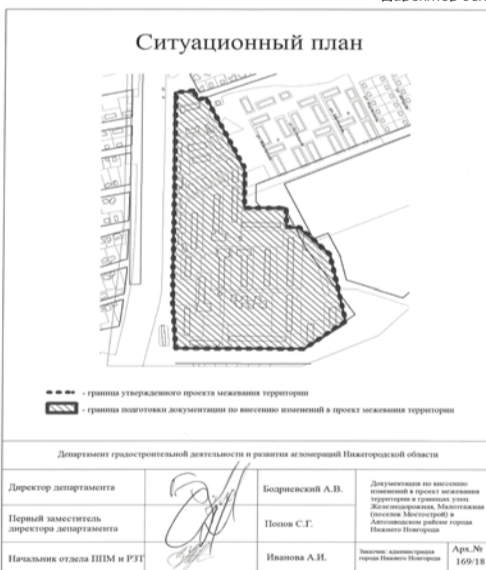 Ситуационный план
- граница утвержденного проекта межевания территории
- граница подготовки документации по внесению изменений в проект межевания территории
Департамент градостроительной деятельности и развития агломераций Нижегородской области
Директор департамента
Бодриевский А.В.
Документация по внесению
изменений в проект межевания
территории в границах улиц
Железнодорожная, Малоэтажная
(поселок Мостострой) в
Автозаводском районе города
Нижнего Новгорода
Первый заместитель
директора департамента
Попов С.Г.
Начальник отдела ППМ и РЗТ
Иванова А.И.
Заказчик: администрация
города Нижнего Новгорода
Арх.№
169/18